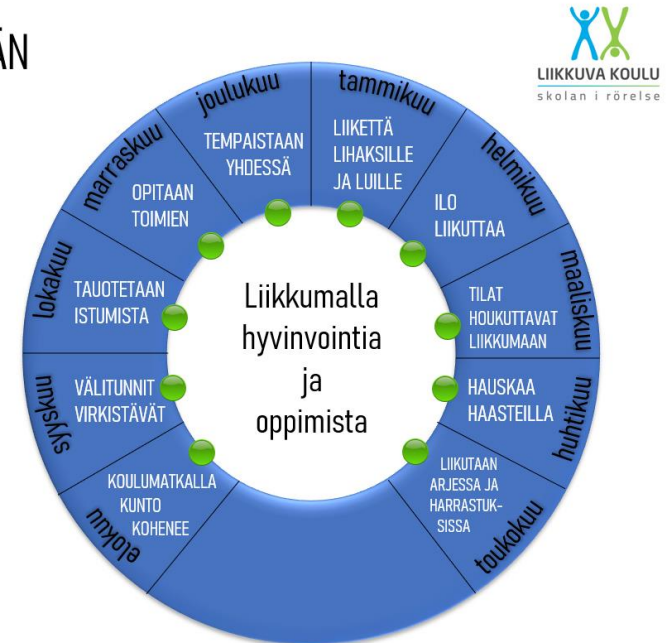 ÄN
LIIKKUVA KOULU
skolan i rörelse
elokuu
KOULUMATKALLA
KUNTO
KOHENEE
syyskuu
VÄLITUNNIT
VIRKISTÄVÄT
lokakuu
TAUOTETAAN
ISTUMISTA
marraskuu
OPITAAN
TOIMIEN
joulukuu
TEMPAISTAAN
YHDESSÄ
tammikuu
LIIKETTÄ
LIHAKSILLE
JA LUILLE
helmikuu
ILO
LIIKUTTAA
maaliskuu
TILAT
HOUKUTTAVAT
LIIKKUMAAN
huhtikuu
HAUSKAA
HAASTEILLA
toukokuu
LIIKUTAAN
ARJESSA JA
HARRASTUK-
SISSA
Liikkumalla
hyvinvointia
ja
oppimista